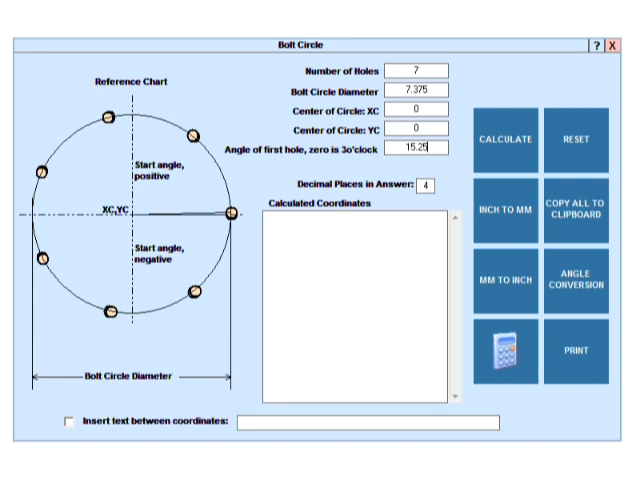 Bolt Circle
? X
Reference Chart
Number of Holes 7
Bolt Circle Diameter 7.375
Center of Circle: XC 0
Center of Circle: YC 0
Angle of first hole, zero is 3o'clock 15.25
Decimal Places in Answer: 4
Calculated Coordinates
Start angle,
positive
XC,YC
Start angle,
negative
Bolt Circle Diameter
CALCULATE
RESET
INCH TO MM
COPY ALL TO
CLIPBOARD
MM TO INCH
ANGLE
CONVERSION
PRINT
Insert text between coordinates: